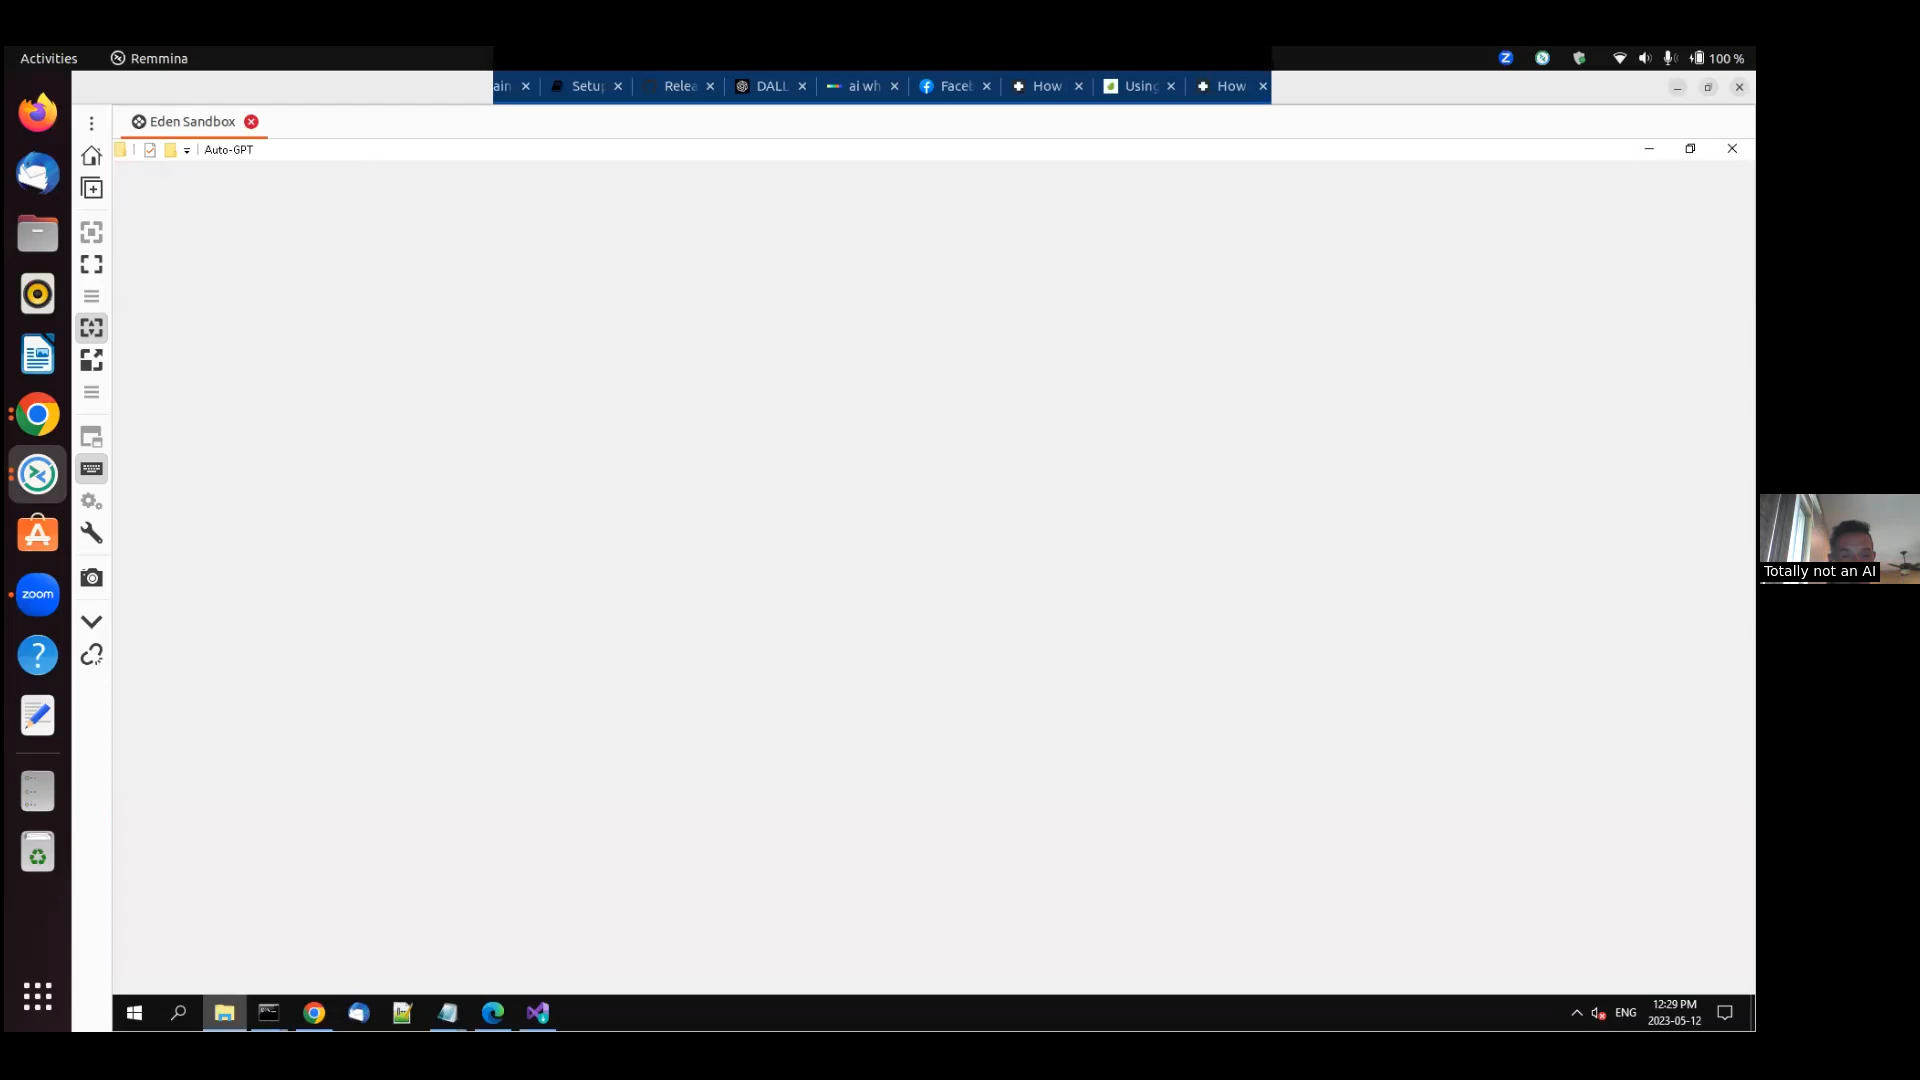 Activities
Remmina
100 %
ain
Setu
Relea
DALL
ai wh
Faceb
How
Using
How
Eden Sandbox
Auto-GPT
zoom
Totally not an AI
ENG
12:29 PM
2023-05-12